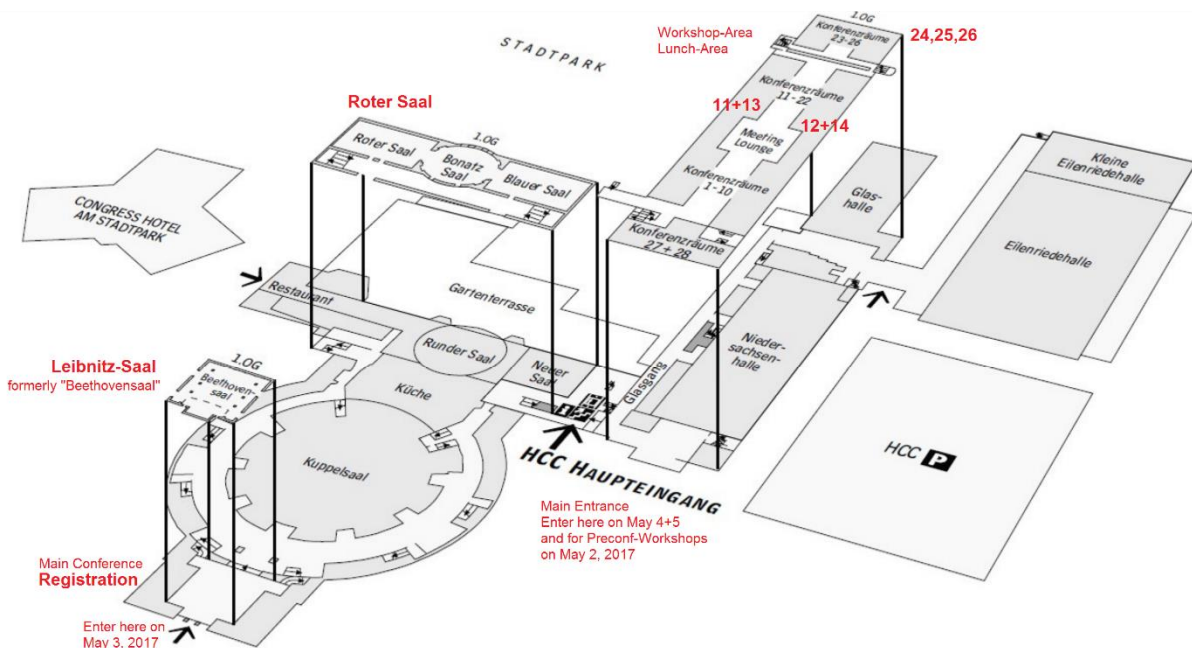 1.OG
Konferenzräume
23-26
24,25,26
Workshop-Area
Lunch-Area
STADTPARK
Konferenzräume
11-22
11+13
12+14
Meeting
Lounge
Konferenzräume
1-10
Roter Saal
1.OG
Roter Saal
Bonatz
Saal
Blauer Saal
Konferenzräume
27 + 28
Glas-
halle
Kleine
Eilenriedehalle
Eilenriedehalle
CONGRESS HOTEL
AM STADTPARK
Restaurant
Gartenterrasse
Runder Saal
Neuer
Saal
Küche
Glasgang
Nieder-
sachsen-
halle
Leibnitz-Saal
formerly "Beethovensaal"
1.OG
Beethoven-
saal
Kuppelsaal
HCC HAUPTEINGANG
HCC P
Main Entrance
Enter here on May 4+5
and for Preconf-Workshops
on May 2, 2017
Main Conference
Registration
Enter here on
May 3, 2017